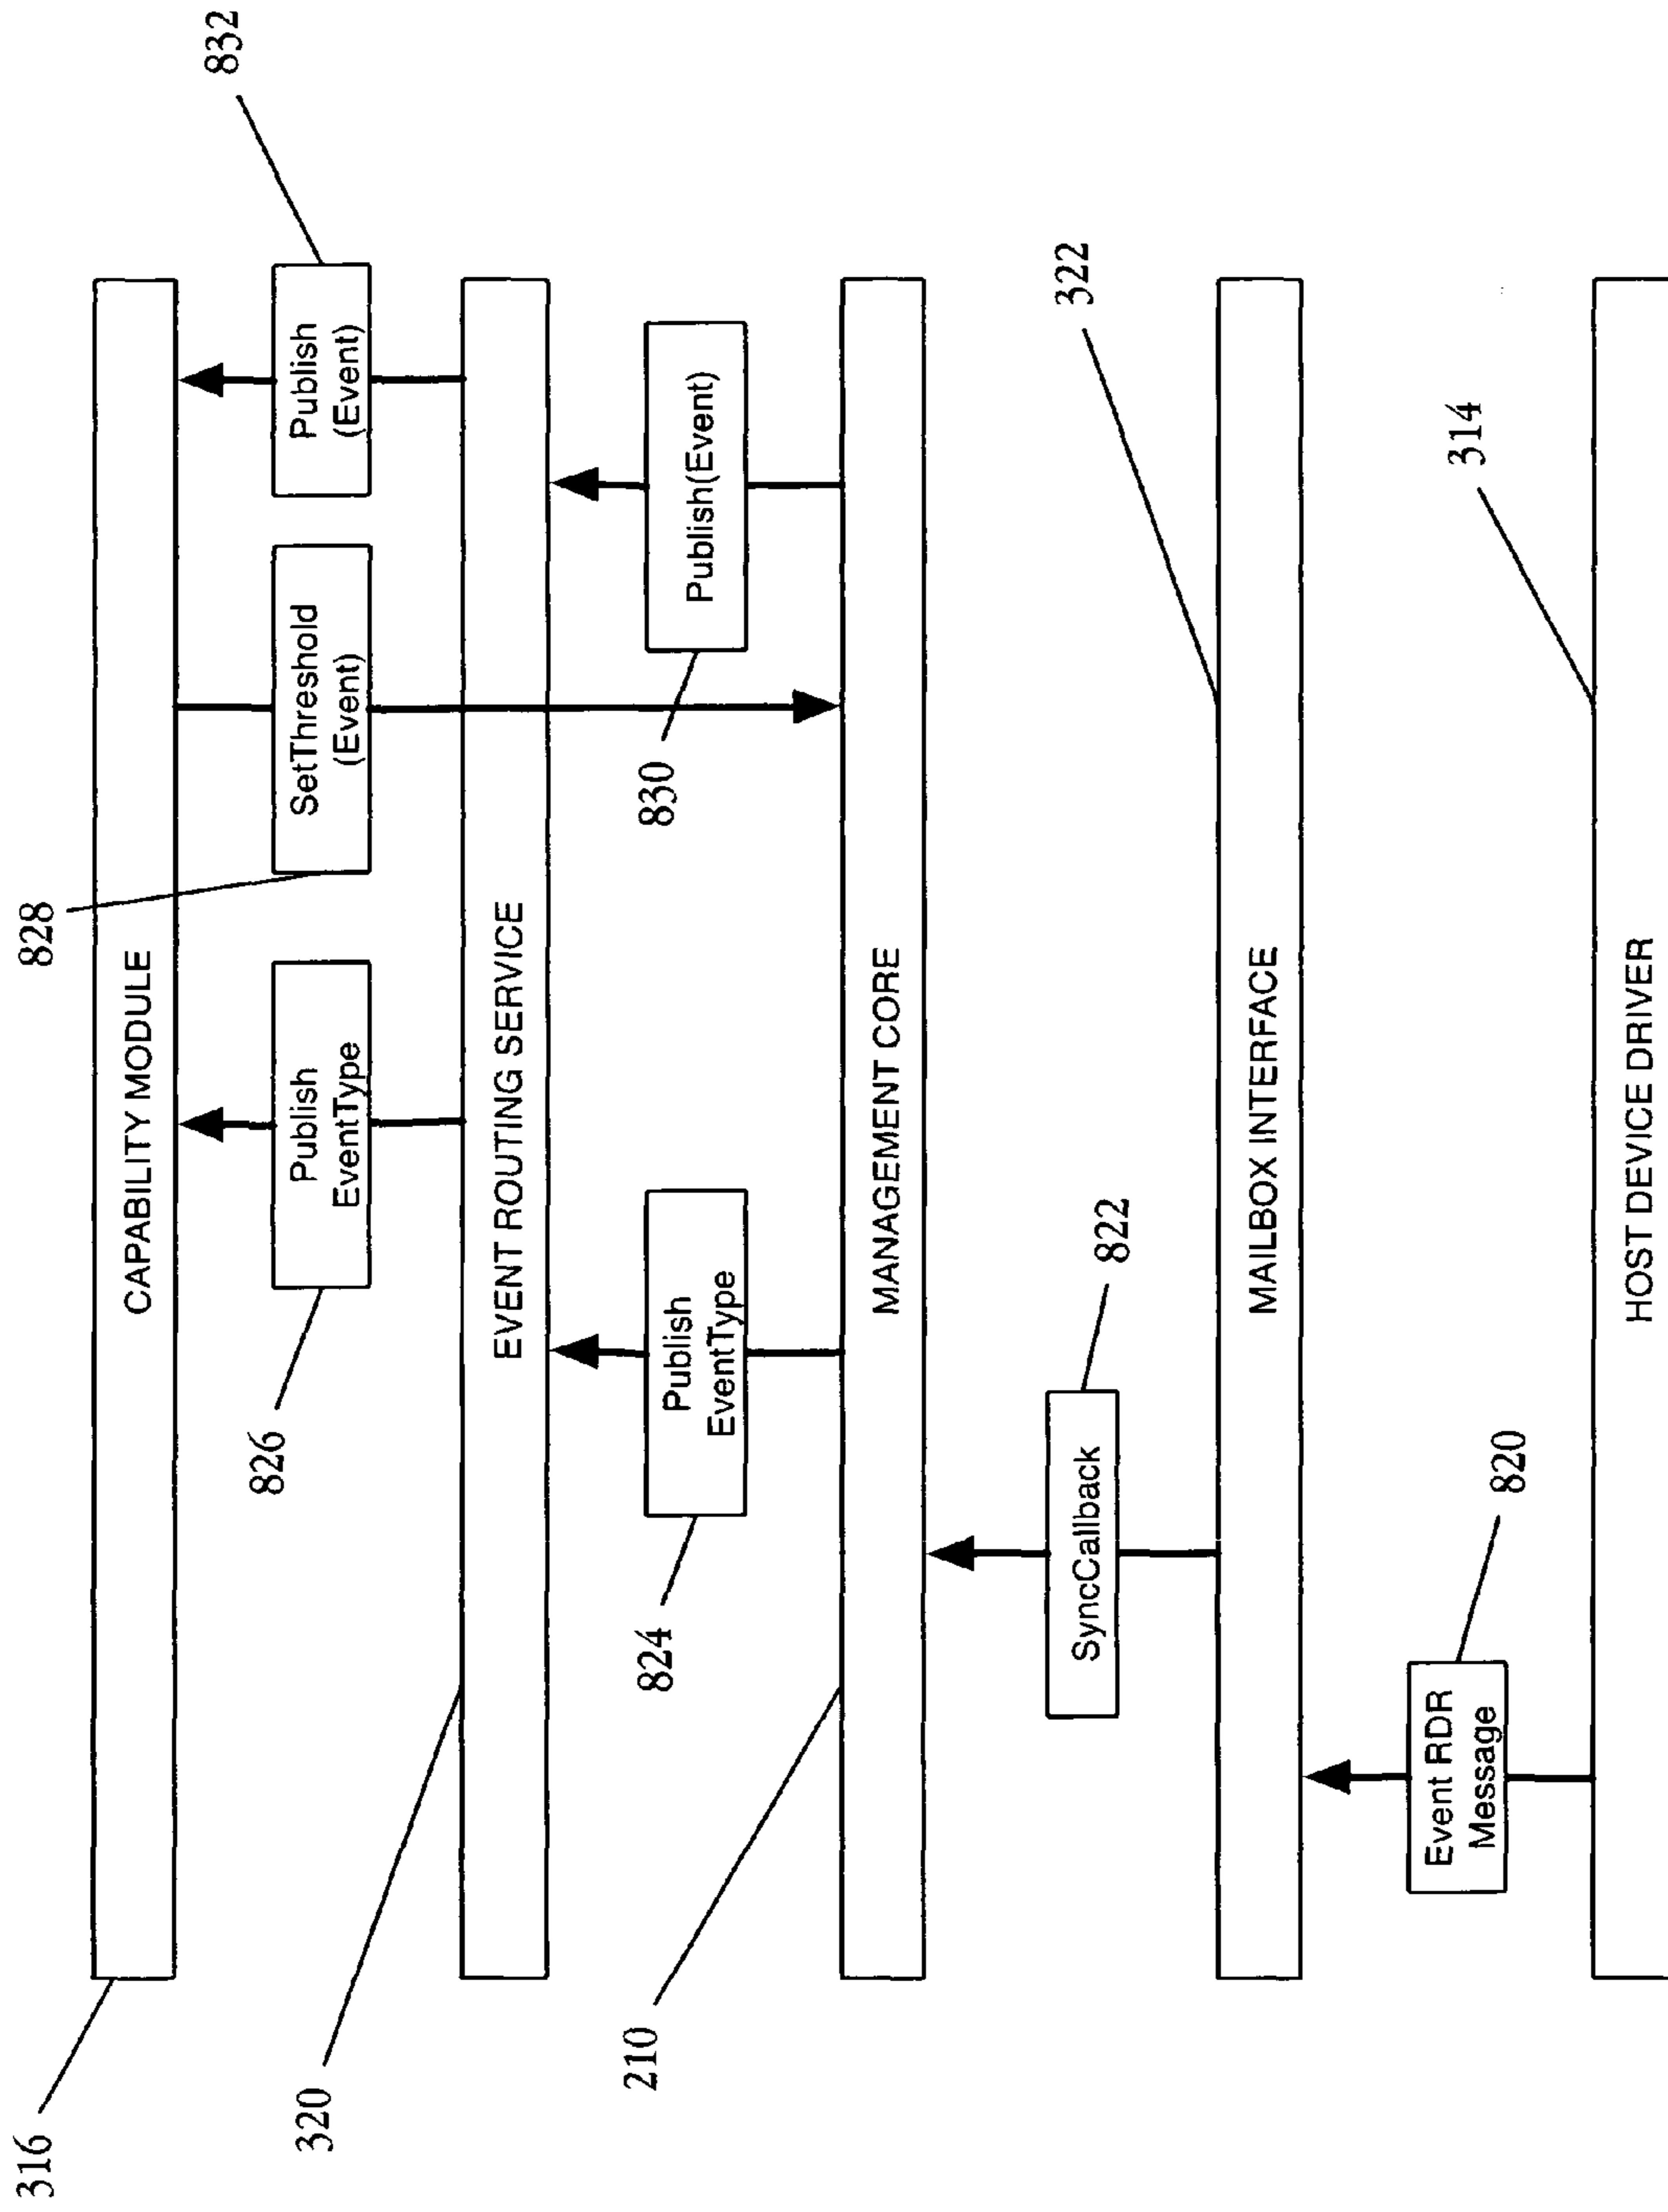 316
CAPABILITY MODULE
828
832
826
Publish
EventType
SetThreshold
(Event)
Publish
(Event)
320
EVENT ROUTING SERVICE
824
Publish
EventType
830
Publish(Event)
210
MANAGEMENT CORE
SyncCallback
822
322
MAILBOX INTERFACE
Event RDR
Message
820
314
HOST DEVICE DRIVER